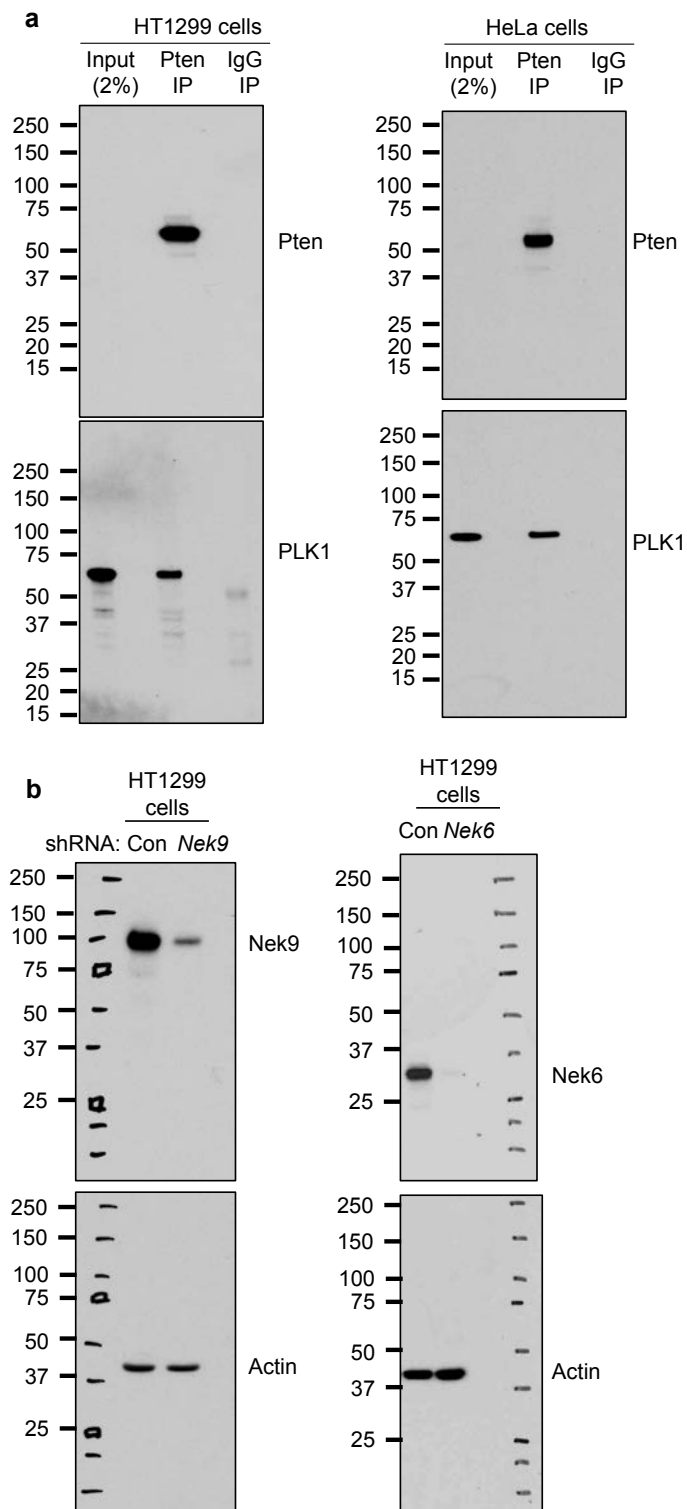 a
HT1299 cells
Input (2%)
Pten IP
IgG IP
250
150
100
75
50
37
25
20
15
Pten
250
150
100
75
50
37
25
20
15
PLK1
HeLa cells
Input (2%)
Pten IP
IgG IP
250
150
100
75
50
37
25
20
15
Pten
250
150
100
75
50
37
25
20
15
PLK1
b
HT1299
cells
shRNA: Con Nek9
250
150
100
75
50
37
25
Nek9
250
150
100
75
50
37
25
Actin
HT1299
cells
Con Nek6
250
150
100
75
50
37
25
Nek6
250
150
100
75
50
37
25
Actin